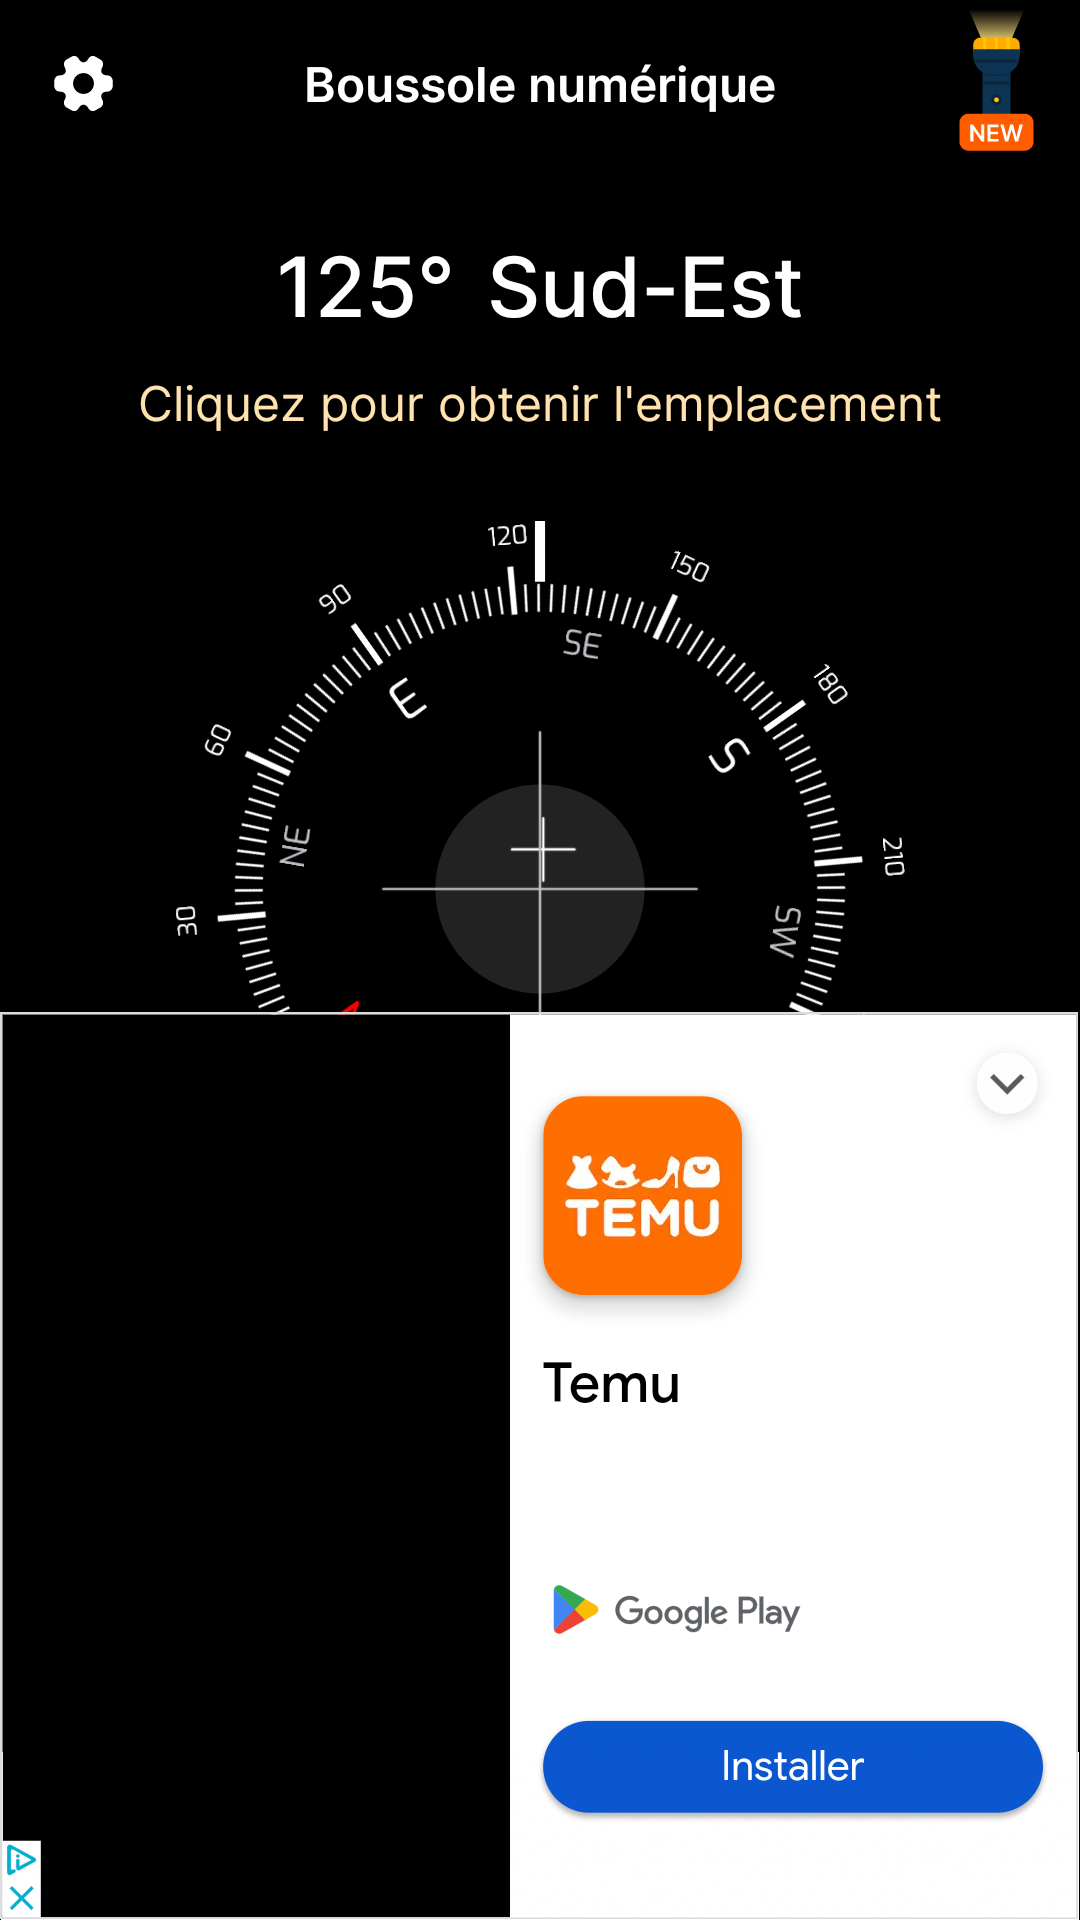 Boussole numérique
NEW
125° Sud-Est
Cliquez pour obtenir l'emplacement
120
150
90
SE
180
E
60
S
NE
210
30
SW
TEMU
Temu
Google Play
Installer